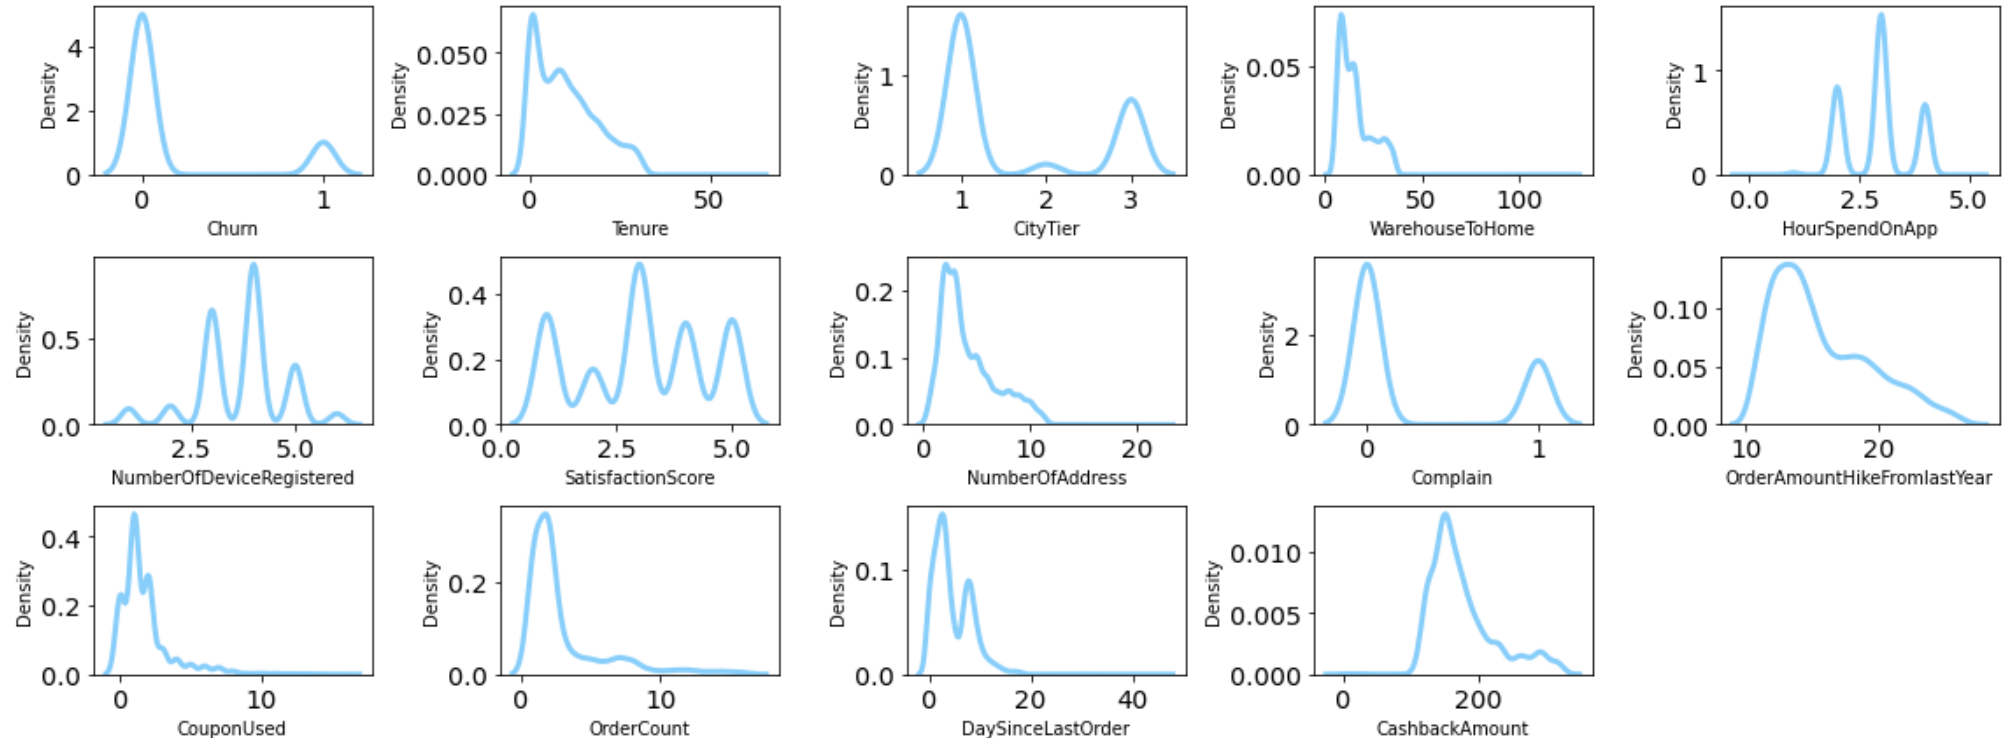 Density 4 2 0 0 1 Churn
Density 0.050 0.025 0.000 0 50 Tenure
Density 1 0 1 2 3 CityTier
Density 0.05 0.00 0 50 100 WarehouseToHome
Density 1 0 0.0 2.5 5.0 HourSpendOnApp
Density 0.5 0.0 2.5 5.0 NumberOfDeviceRegistered
Density 0.4 0.2 0.0 0.0 2.5 5.0 SatisfactionScore
Density 0.2 0.1 0.0 0 10 20 NumberOfAddress
Density 2 0 0 1 Complain
Density 0.10 0.05 0.00 10 20 OrderAmountHikeFromlastYear
Density 0.4 0.2 0.0 0 10 CouponUsed
Density 0.2 0.0 0 10 OrderCount
Density 0.1 0.0 0 20 40 DaySinceLastOrder
Density 0.010 0.005 0.000 0 200 CashbackAmount